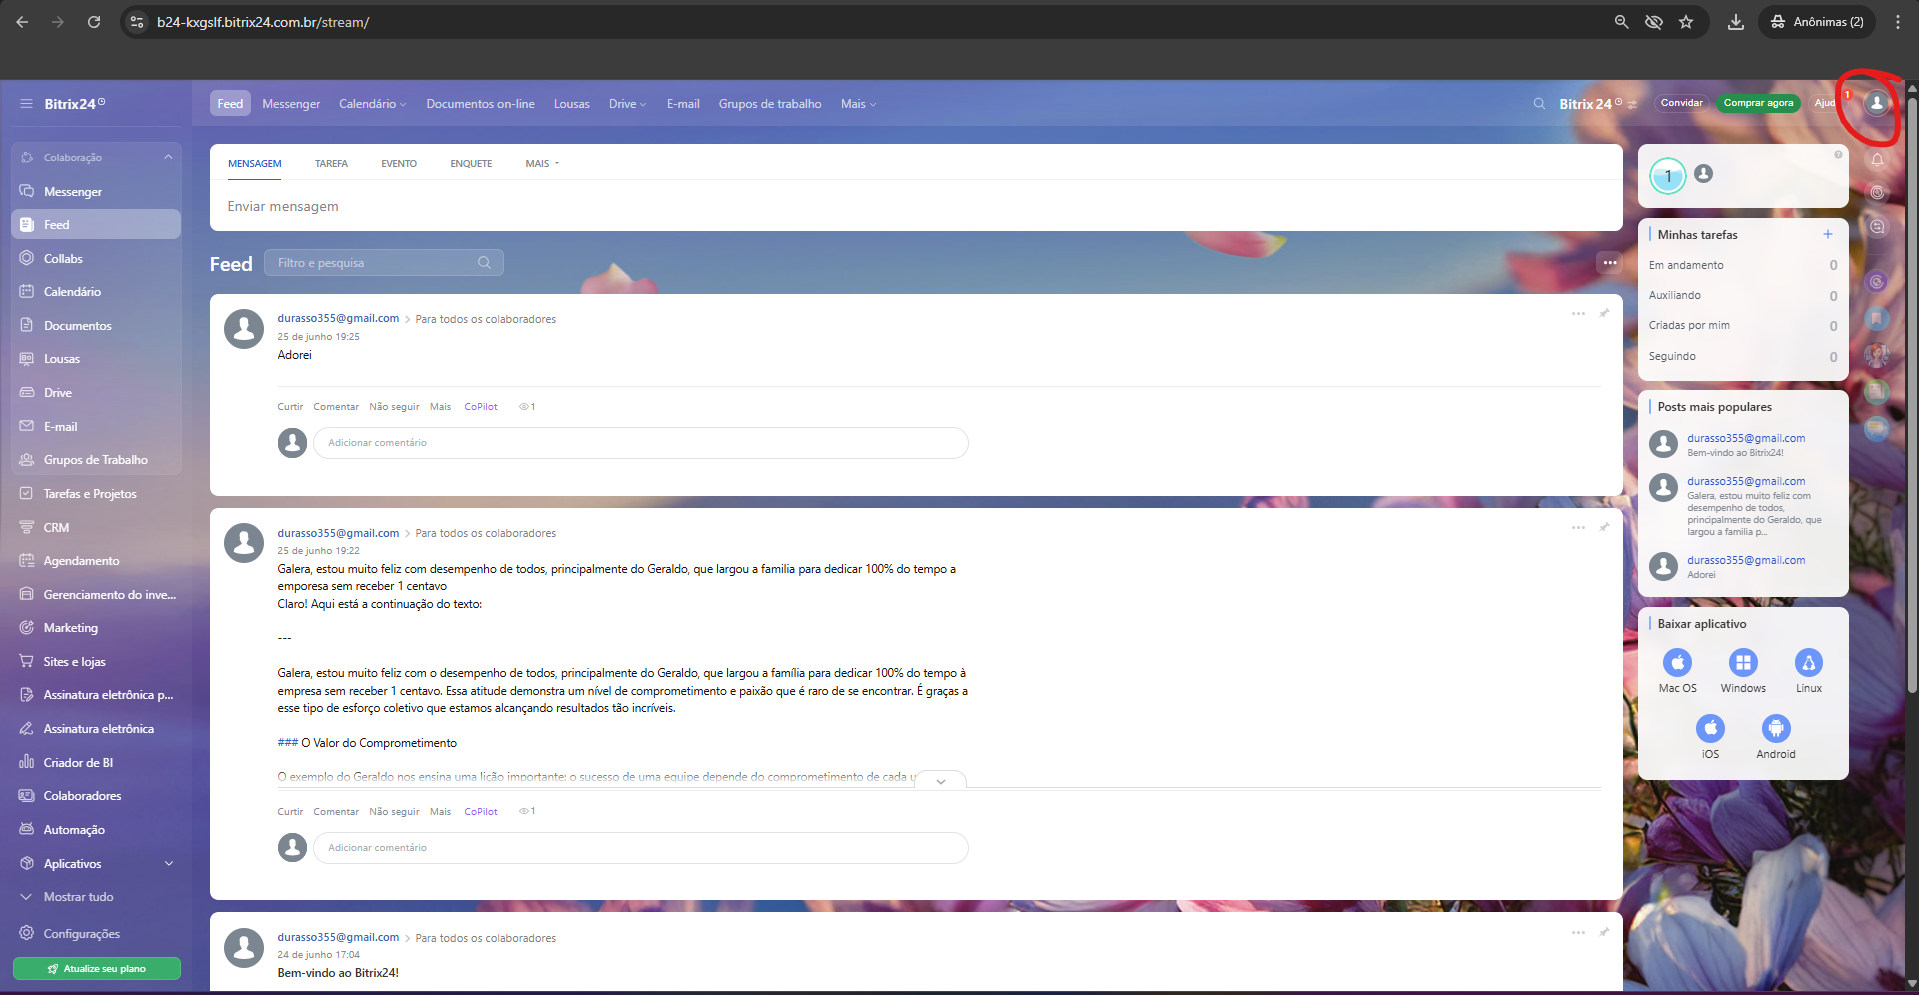 b24-kxgslf.bitrix24.com.br/stream/
Anônimas (2)
Bitrix24
Feed
Messenger
Calendário
Documentos on-line
Lousas
Drive
E-mail
Grupos de trabalho
Mais
Bitrix 24
Convidar
Comprar agora
1
Colaboração
Messenger
Feed
Collabs
Calendário
Documentos
Lousas
Drive
E-mail
Grupos de Trabalho
Tarefas e Projetos
CRM
Agendamento
Gerenciamento do inve...
Marketing
Sites e lojas
Assinatura eletrônica p...
Assinatura eletrônica
Criador de BI
Colaboradores
Automação
Aplicativos
Mostrar tudo
Configurações
Atualize seu plano
MENSAGEM
TAREFA
EVENTO
ENQUETE
MAIS
Enviar mensagem
Feed
Filtro e pesquisa
durasso355@gmail.com > Para todos os colaboradores
25 de junho 19:25
Adorei
Curtir Comentar Não seguir Mais CoPilot 1
Adicionar comentário
durasso355@gmail.com > Para todos os colaboradores
25 de junho 19:22
Galera, estou muito feliz com desempenho de todos, principalmente do Geraldo, que largou a familia para dedicar 100% do tempo a
emporesa sem receber 1 centavo
Claro! Aqui está a continuação do texto:
---
Galera, estou muito feliz com o desempenho de todos, principalmente do Geraldo, que largou a família para dedicar 100% do tempo à
empresa sem receber 1 centavo. Essa atitude demonstra um nível de comprometimento e paixão que é raro de se encontrar. É graças a
esse tipo de esforço coletivo que estamos alcançando resultados tão incríveis.
### O Valor do Comprometimento
O exemplo do Geraldo nos ensina uma lição importante: o sucesso de uma equipe depende do comprometimento de cada u
Curtir Comentar Não seguir Mais CoPilot 1
Adicionar comentário
durasso355@gmail.com > Para todos os colaboradores
24 de junho 17:04
Bem-vindo ao Bitrix24!
1
Minhas tarefas +
Em andamento 0
Auxiliando 0
Criadas por mim 0
Seguindo 0
Posts mais populares
durasso355@gmail.com
Bem-vindo ao Bitrix24!
durasso355@gmail.com
Galera, estou muito feliz com
desempenho de todos,
principalmente do Geraldo, que
largou a familia p...
durasso355@gmail.com
Adorei
Baixar aplicativo
Mac OS
Windows
Linux
iOS
Android